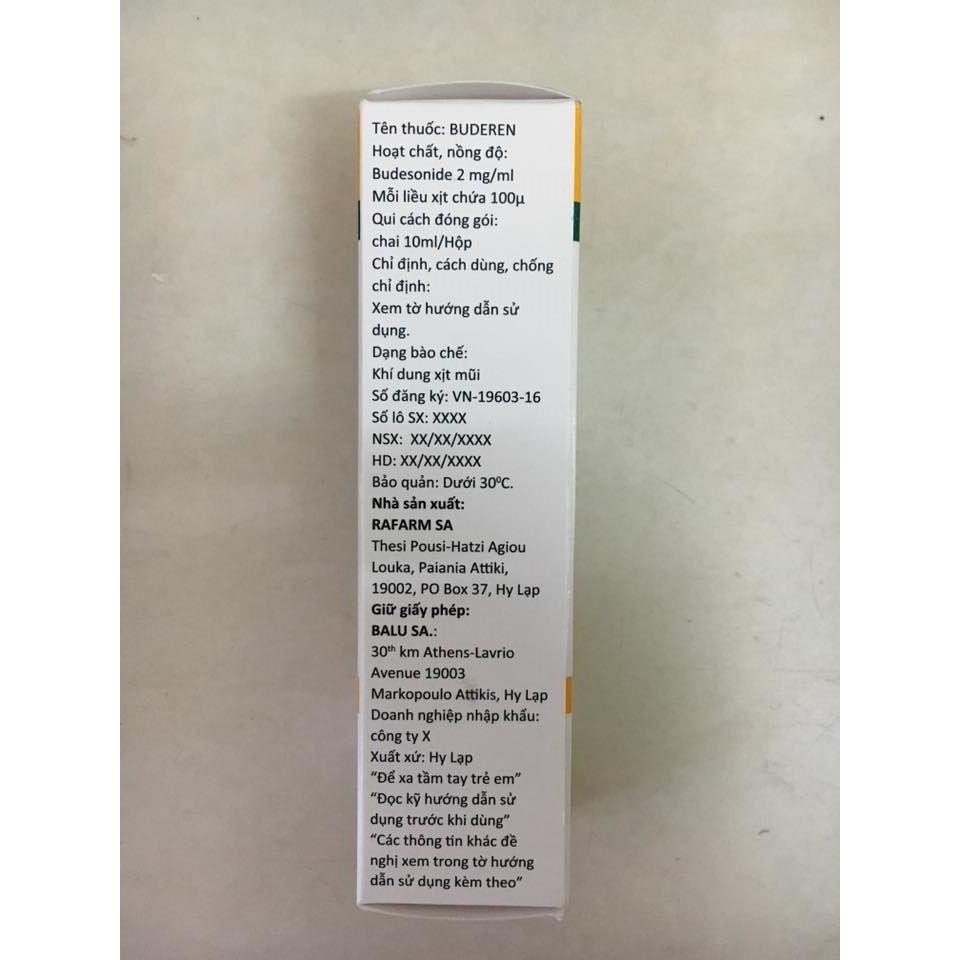 Tên thuốc: BUDEREN
Hoạt chất, nồng độ:
Budesonide 2 mg/ml
Mỗi liều xịt chứa 100µ
Qui cách đóng gói:
chai 10ml/Hộp
Chỉ định, cách dùng, chống
chỉ định:
Xem tờ hướng dẫn sử
dụng.
Dạng bào chế:
Khí dung xịt mũi
Số đăng ký: VN-19603-16
Số lô SX: XXXX
NSX:  XX/XX/XXXX
HD: XX/XX/XXXX
Bảo quản: Dưới 30⁰C.
Nhà sản xuất:
RAFARM SA
Thesi Pousi-Hatzi Agiou
Louka, Paiania Attiki,
19002, PO Box 37, Hy Lạp
Giữ giấy phép:
BALU SA.:
30ᵗʰ km Athens-Lavrio
Avenue 19003
Markopoulo Attikis, Hy Lạp
Doanh nghiệp nhập khẩu:
công ty X
Xuất xứ: Hy Lạp
“Để xa tầm tay trẻ em”
“Đọc kỹ hướng dẫn sử
dụng trước khi dùng”
“Các thông tin khác đề
nghị xem trong tờ hướng
dẫn sử dụng kèm theo”